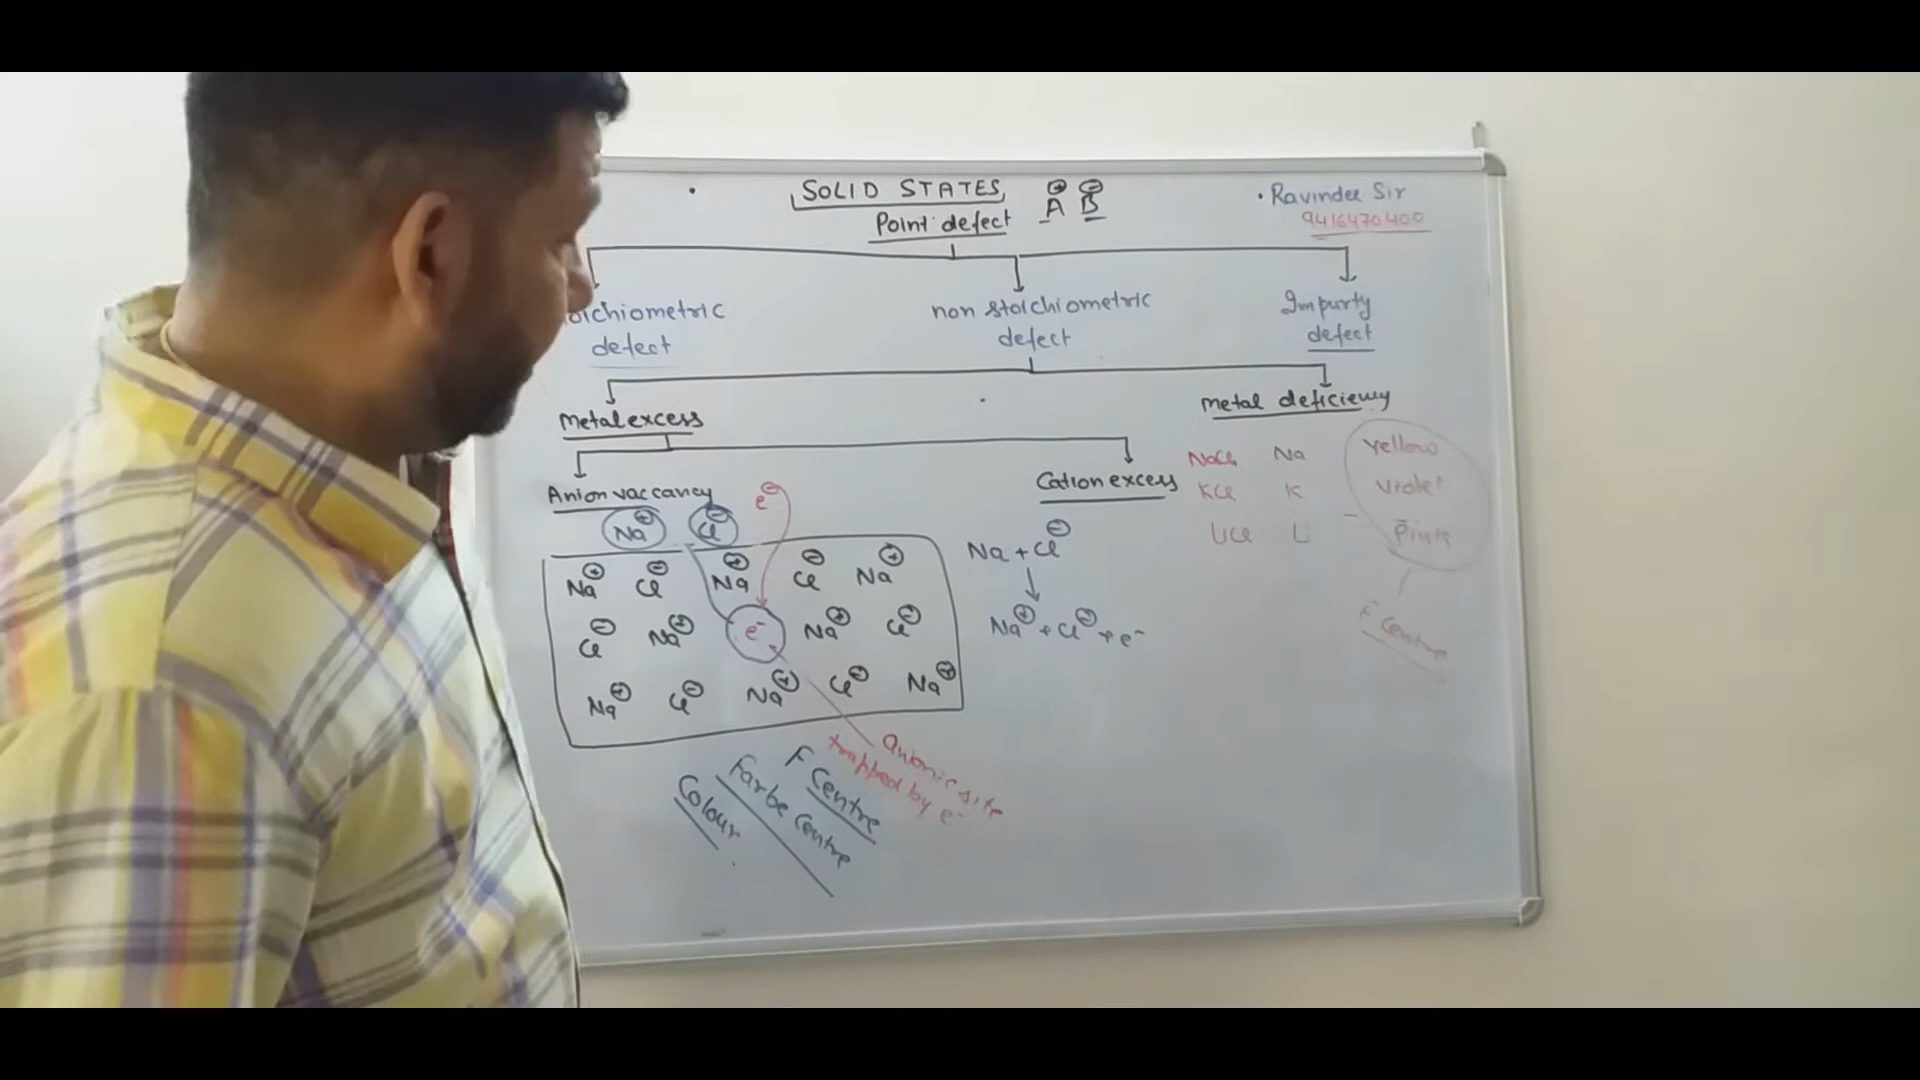 SOLID STATES
Point defect
⊕ ⊖
A B
• Ravinder Sir
9416470400
oichiometric
defect
non stoichiometric
defect
Impurty
defect
Metal excess
Metal deficiency
Anion vaccancy
Cation excess
NaCl Na Yellow
KCl K Violet
LiCl Li Pink
F Centre
Na⊕ Cl⊖
e⊖
Na⊕ Cl⊖ Na⊕ Cl⊖ Na⊕
Cl⊖ Na⊕ e⁻ Na⊕ Cl⊖
Na⊕ Cl⊖ Na⊕ Cl⊖ Na⊕
Na + Cl⊖
Na⊕ + Cl⊖ + e⁻
anionic site
trapped by e⁻
F Centre
Farbe Centre
Colour